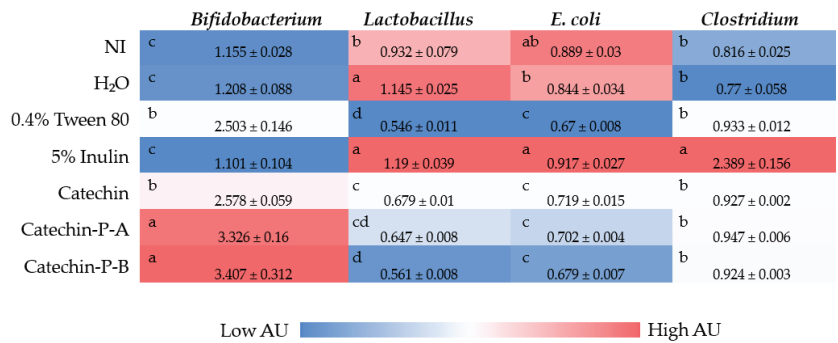 Bifidobacterium Lactobacillus E. coli Clostridium
NI c 1.155 ± 0.028 b 0.932 ± 0.079 ab 0.889 ± 0.03 b 0.816 ± 0.025
H₂O c 1.208 ± 0.088 a 1.145 ± 0.025 b 0.844 ± 0.034 b 0.77 ± 0.058
0.4% Tween 80 b 2.503 ± 0.146 d 0.546 ± 0.011 c 0.67 ± 0.008 b 0.933 ± 0.012
5% Inulin c 1.101 ± 0.104 a 1.19 ± 0.039 a 0.917 ± 0.027 a 2.389 ± 0.156
Catechin b 2.578 ± 0.059 c 0.679 ± 0.01 c 0.719 ± 0.015 b 0.927 ± 0.002
Catechin-P-A a 3.326 ± 0.16 cd 0.647 ± 0.008 c 0.702 ± 0.004 b 0.947 ± 0.006
Catechin-P-B a 3.407 ± 0.312 d 0.561 ± 0.008 c 0.679 ± 0.007 b 0.924 ± 0.003
Low AU High AU